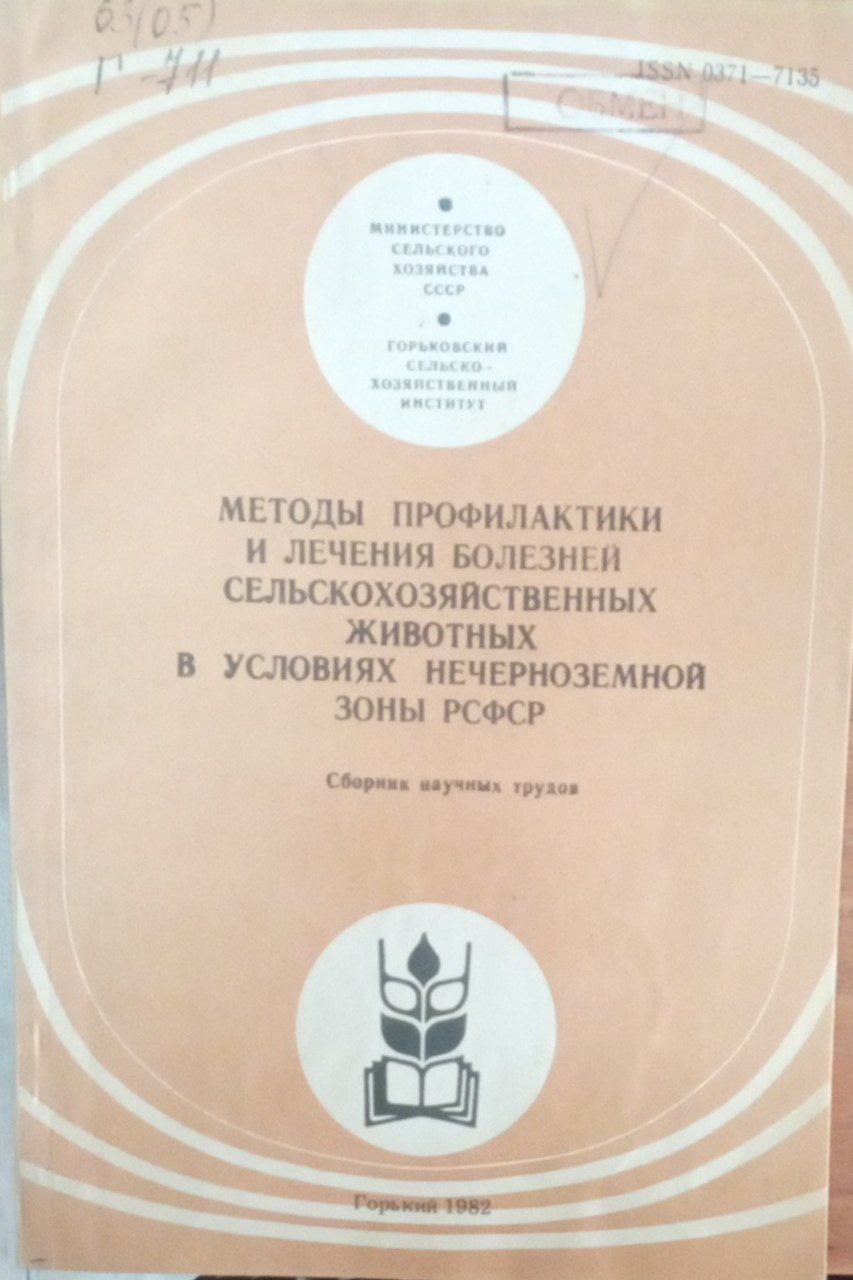 63(05)
Г-711
ISSN 0371—7135
ОБМЕН
МИНИСТЕРСТВО
СЕЛЬСКОГО
ХОЗЯЙСТВА
СССР
ГОРЬКОВСКИЙ
СЕЛЬСКО-
ХОЗЯЙСТВЕННЫЙ
ИНСТИТУТ
МЕТОДЫ ПРОФИЛАКТИКИ
И ЛЕЧЕНИЯ БОЛЕЗНЕЙ
СЕЛЬСКОХОЗЯЙСТВЕННЫХ
ЖИВОТНЫХ
В УСЛОВИЯХ НЕЧЕРНОЗЕМНОЙ
ЗОНЫ РСФСР
Сборник научных трудов
Горький 1982